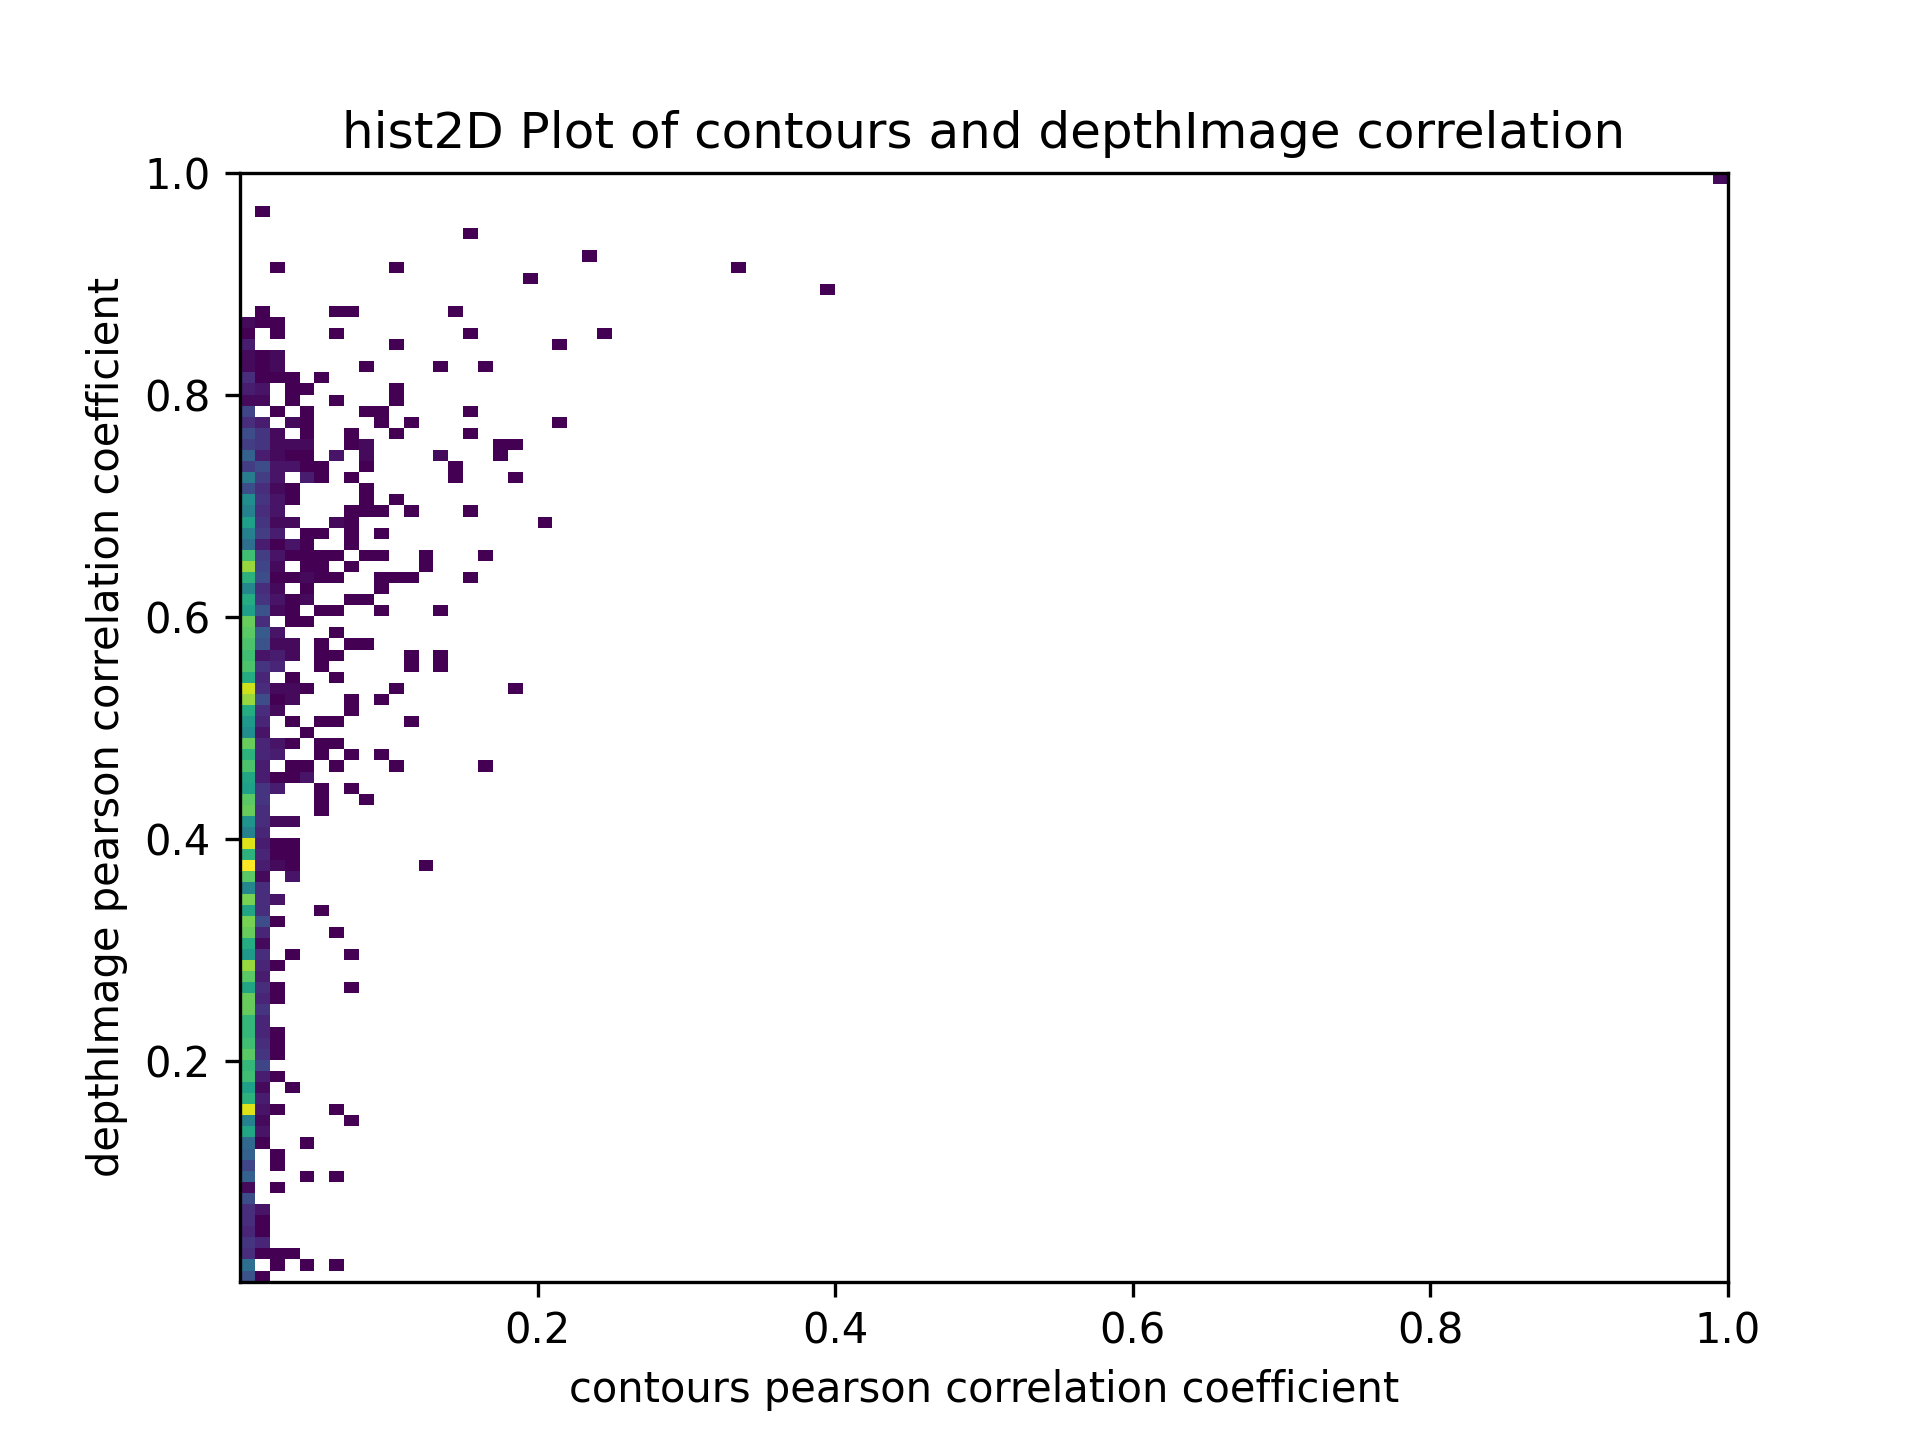 hist2D Plot of contours and depthImage correlation
1.0
0.8
0.6
0.4
0.2
depthImage pearson correlation coefficient
0.2 0.4 0.6 0.8 1.0
contours pearson correlation coefficient